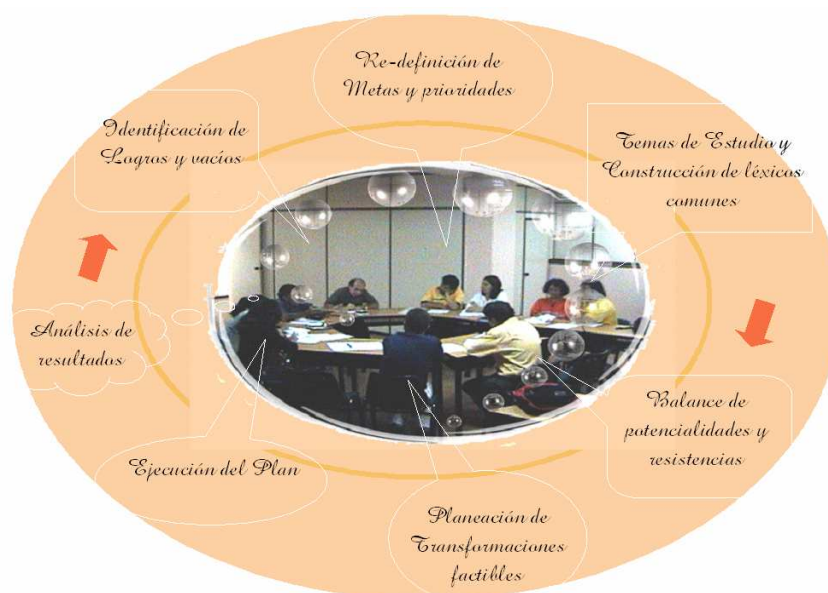 Re-definición de
Metas y prioridades
Identificación de
Logros y vacíos
Temas de Estudio y
Construcción de léxicos
comunes
Análisis de
resultados
Balance de
potencialidades y
resistencias
Ejecución del Plan
Planeación de
Transformaciones
factibles